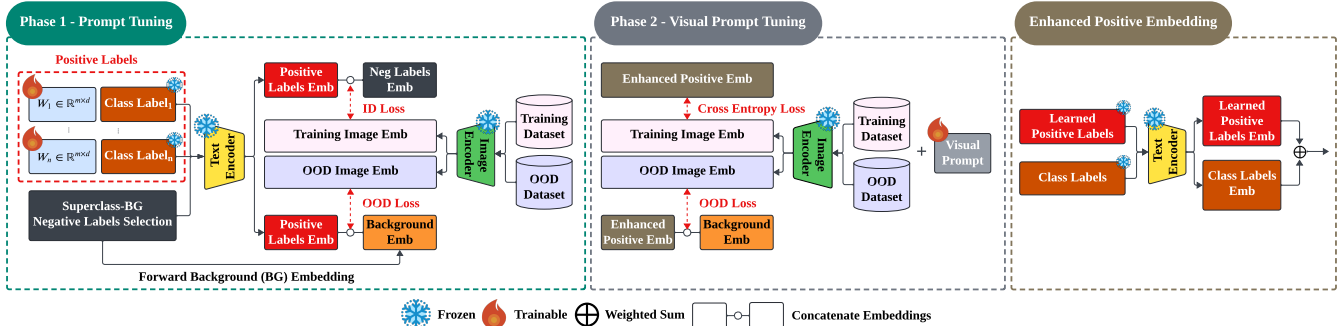 Phase 1 - Prompt Tuning
Positive Labels
W₁ ∈ ℝᵐˣᵈ
Class Label₁
Wₙ ∈ ℝᵐˣᵈ
Class Labelₙ
Superclass-BG
Negative Labels Selection
Text
Encoder
Positive
Labels Emb
Neg Labels
Emb
ID Loss
Training Image Emb
OOD Image Emb
OOD Loss
Positive
Labels Emb
Background
Emb
Image
Encoder
Training
Dataset
OOD
Dataset
Forward Background (BG) Embedding
Phase 2 - Visual Prompt Tuning
Enhanced Positive Emb
Cross Entropy Loss
Training Image Emb
OOD Image Emb
OOD Loss
Enhanced
Positive Emb
Background
Emb
Image
Encoder
Training
Dataset
OOD
Dataset
+
Visual
Prompt
Enhanced Positive Embedding
Learned
Positive Labels
Class Labels
Text
Encoder
Learned
Positive
Labels Emb
Class Labels
Emb
Frozen
Trainable
Weighted Sum
Concatenate Embeddings